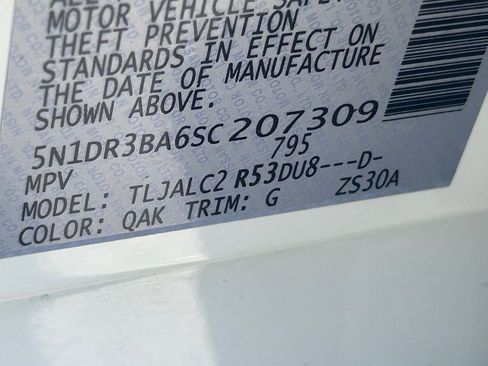 MOTOR VEHICLE SAFE
THEFT PREVENTION
STANDARDS IN EFFECT ON
THE DATE OF MANUFACTURE
SHOWN ABOVE.
5N1DR3BA6SC207309
MPV 795
MODEL: TLJALC2 R53DU8---D-
COLOR: QAK TRIM: G ZS30A